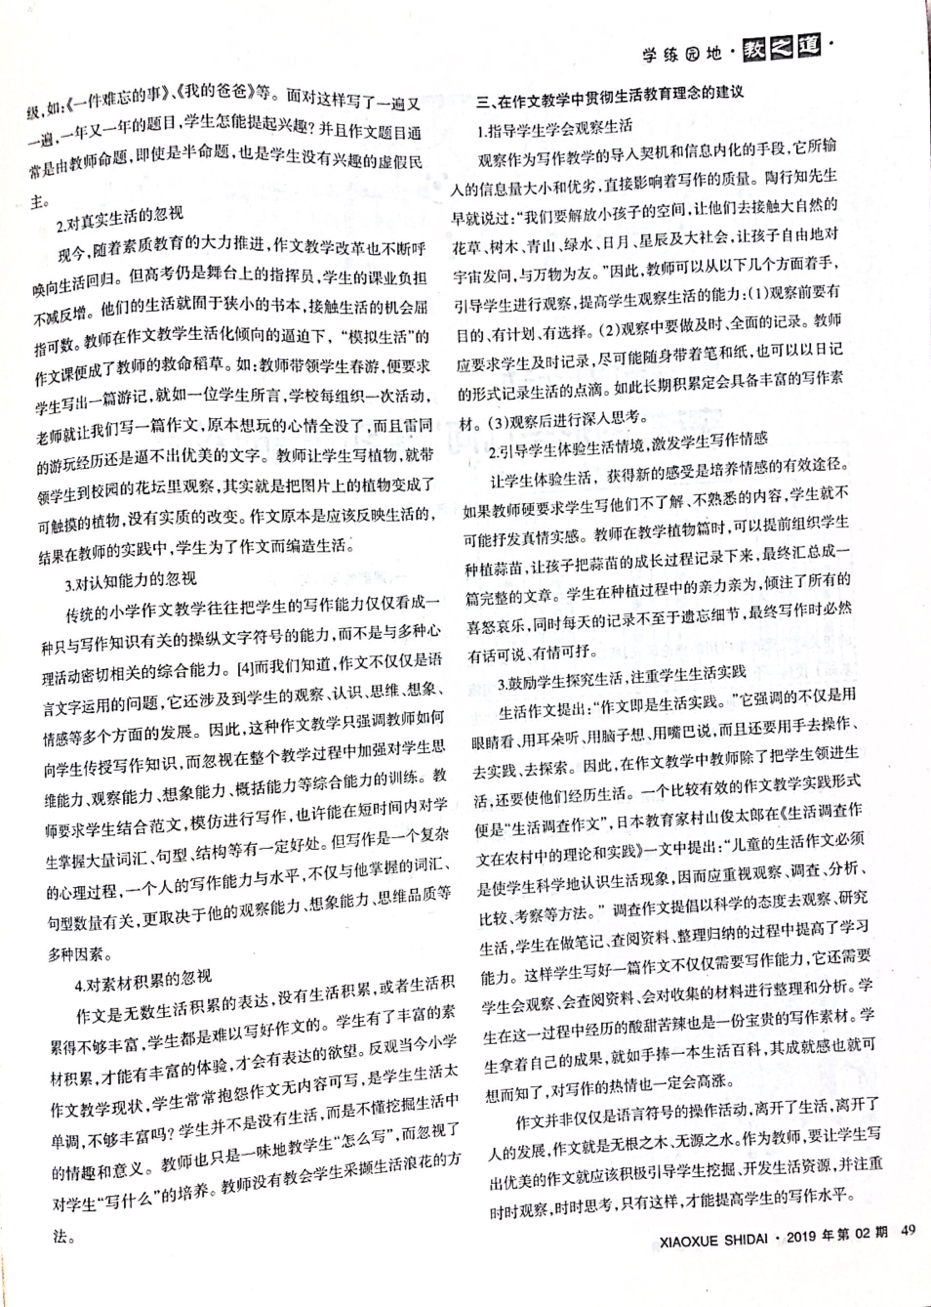 学练园地·教之道·
级,如:《一件难忘的事》、《我的爸爸》等。面对这样写了一遍又
一遍,一年又一年的题目,学生怎能提起兴趣?并且作文题目通
常是由教师命题,即使是半命题,也是学生没有兴趣的虚假民
主。
2.对真实生活的忽视
现今,随着素质教育的大力推进,作文教学改革也不断呼
唤向生活回归。但高考仍是舞台上的指挥员,学生的课业负担
不减反增。他们的生活就囿于狭小的书本,接触生活的机会屈
指可数。教师在作文教学生活化倾向的逼迫下,“模拟生活”的
作文课便成了教师的救命稻草。如:教师带领学生春游,便要求
学生写出一篇游记,就如一位学生所言,学校每组织一次活动,
老师就让我们写一篇作文,原本想玩的心情全没了,而且雷同
的游玩经历还是逼不出优美的文字。教师让学生写植物,就带
领学生到校园的花坛里观察,其实就是把图片上的植物变成了
可触摸的植物,没有实质的改变。作文原本是应该反映生活的,
结果在教师的实践中,学生为了作文而编造生活。
3.对认知能力的忽视
传统的小学作文教学往往把学生的写作能力仅仅看成一
种只与写作知识有关的操纵文字符号的能力,而不是与多种心
理活动密切相关的综合能力。[4]而我们知道,作文不仅仅是语
言文字运用的问题,它还涉及到学生的观察、认识、思维、想象、
情感等多个方面的发展。因此,这种作文教学只强调教师如何
向学生传授写作知识,而忽视在整个教学过程中加强对学生思
维能力、观察能力、想象能力、概括能力等综合能力的训练。教
师要求学生结合范文,模仿进行写作,也许能在短时间内对学
生掌握大量词汇、句型、结构等有一定好处。但写作是一个复杂
的心理过程,一个人的写作能力与水平,不仅与他掌握的词汇、
句型数量有关,更取决于他的观察能力、想象能力、思维品质等
多种因素。
4.对素材积累的忽视
作文是无数生活积累的表达,没有生活积累,或者生活积
累得不够丰富,学生都是难以写好作文的。学生有了丰富的素
材积累,才能有丰富的体验,才会有表达的欲望。反观当今小学
作文教学现状,学生常常抱怨作文无内容可写,是学生生活太
单调,不够丰富吗?学生并不是没有生活,而是不懂挖掘生活中
的情趣和意义。教师也只是一味地教学生“怎么写”,而忽视了
对学生“写什么”的培养。教师没有教会学生采撷生活浪花的方
法。
三、在作文教学中贯彻生活教育理念的建议
1.指导学生学会观察生活
观察作为写作教学的导入契机和信息内化的手段,它所输
入的信息量大小和优劣,直接影响着写作的质量。陶行知先生
早就说过:“我们要解放小孩子的空间,让他们去接触大自然的
花草、树木、青山、绿水、日月、星辰及大社会,让孩子自由地对
宇宙发问,与万物为友。”因此,教师可以从以下几个方面着手,
引导学生进行观察,提高学生观察生活的能力:(1)观察前要有
目的、有计划、有选择。(2)观察中要做及时、全面的记录。教师
应要求学生及时记录,尽可能随身带着笔和纸,也可以以日记
的形式记录生活的点滴。如此长期积累定会具备丰富的写作素
材。(3)观察后进行深入思考。
2.引导学生体验生活情境,激发学生写作情感
让学生体验生活,获得新的感受是培养情感的有效途径。
如果教师硬要求学生写他们不了解、不熟悉的内容,学生就不
可能抒发真情实感。教师在教学植物篇时,可以提前组织学生
种植蒜苗,让孩子把蒜苗的成长过程记录下来,最终汇总成一
篇完整的文章。学生在种植过程中的亲力亲为,倾注了所有的
喜怒哀乐,同时每天的记录不至于遗忘细节,最终写作时必然
有话可说、有情可抒。
3.鼓励学生探究生活,注重学生生活实践
生活作文提出:“作文即是生活实践。”它强调的不仅是用
眼睛看、用耳朵听、用脑子想、用嘴巴说,而且还要用手去操作、
去实践、去探索。因此,在作文教学中教师除了把学生领进生
活,还要使他们经历生活。一个比较有效的作文教学实践形式
便是“生活调查作文”,日本教育家村山俊太郎在《生活调查作
文在农村中的理论和实践》一文中提出:“儿童的生活作文必须
是使学生科学地认识生活现象,因而应重视观察、调查、分析、
比较、考察等方法。”调查作文提倡以科学的态度去观察、研究
生活,学生在做笔记、查阅资料、整理归纳的过程中提高了学习
能力。这样学生写好一篇作文不仅仅需要写作能力,它还需要
学生会观察、会查阅资料、会对收集的材料进行整理和分析。学
生在这一过程中经历的酸甜苦辣也是一份宝贵的写作素材。学
生拿着自己的成果,就如手捧一本生活百科,其成就感也就可
想而知了,对写作的热情也一定会高涨。
作文并非仅仅是语言符号的操作活动,离开了生活,离开了
人的发展,作文就是无根之木、无源之水。作为教师,要让学生写
出优美的作文就应该积极引导学生挖掘、开发生活资源,并注重
时时观察,时时思考,只有这样,才能提高学生的写作水平。
XIAOXUE SHIDAI·2019年第02期 49